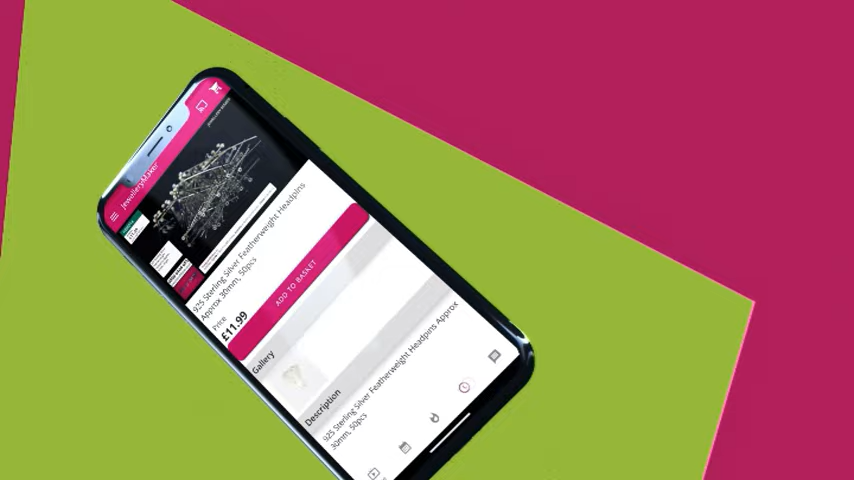 JewelleryMaker
925 Sterling Silver Featherweight Headpins
Approx 30mm, 50pcs
Price
£11.99
ADD TO BASKET
Gallery
Description
925 Sterling Silver Featherweight Headpins Approx
30mm, 50pcs